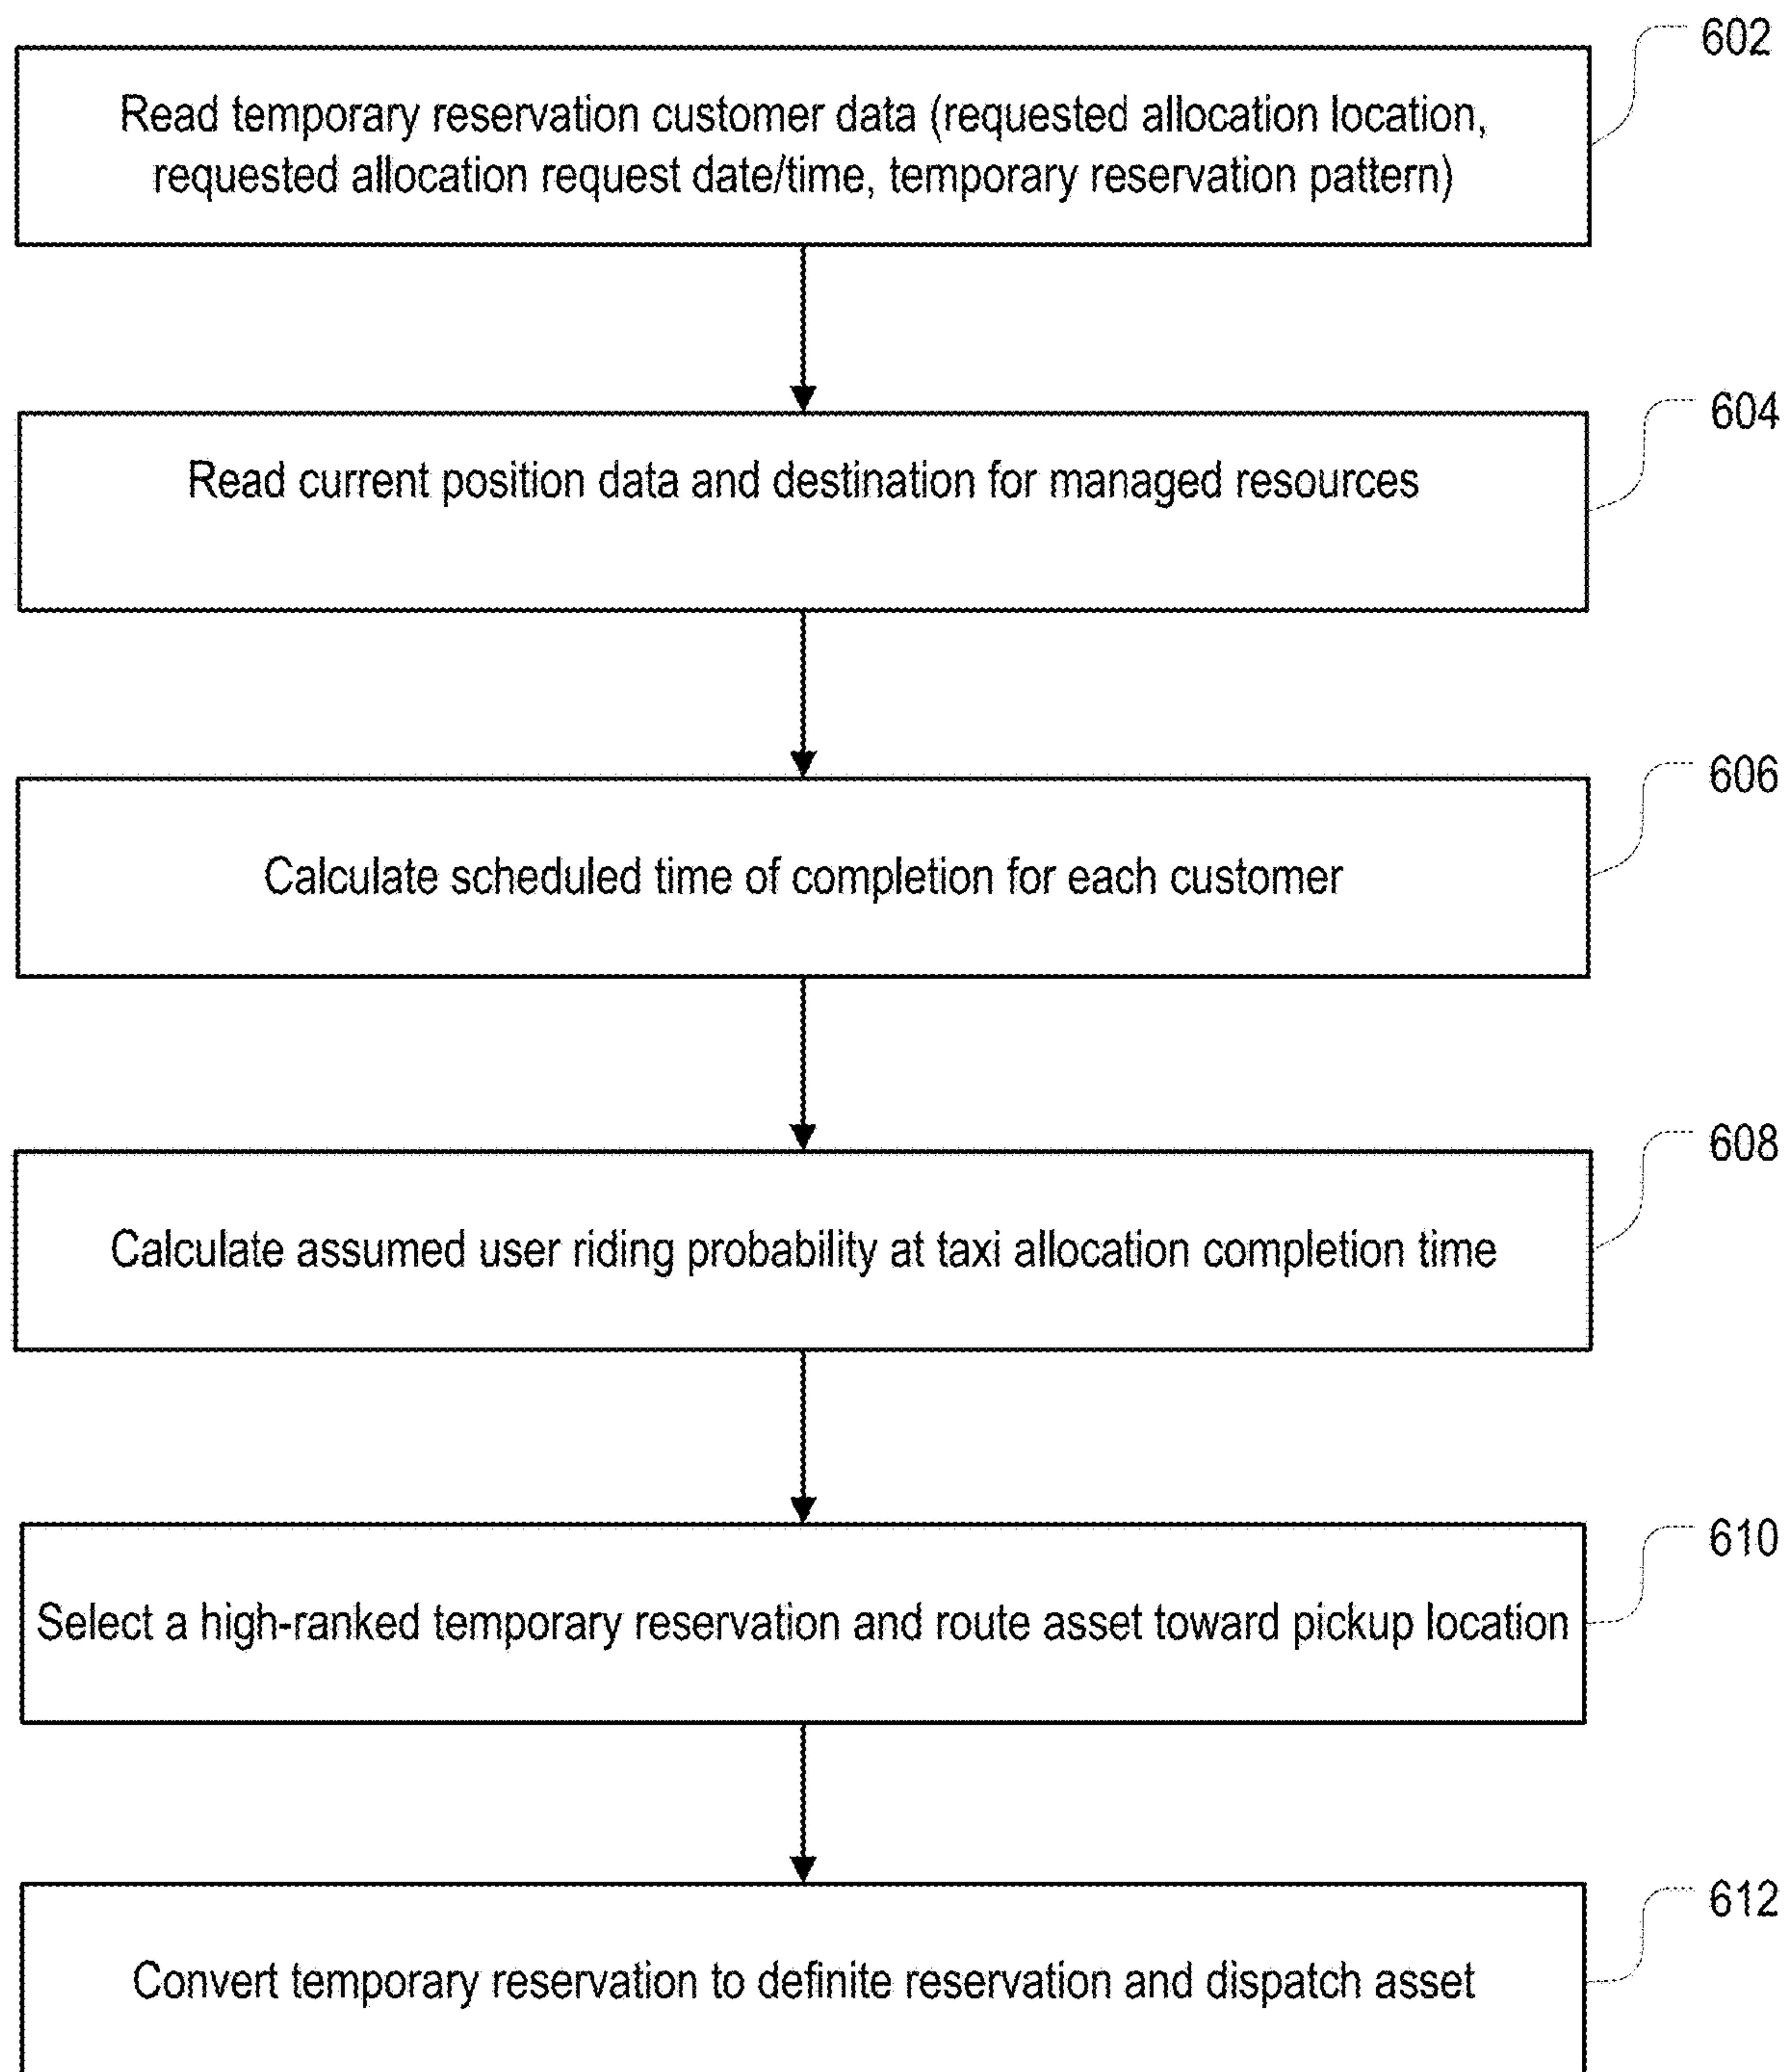 602
Read temporary reservation customer data (requested allocation location,
requested allocation request date/time, temporary reservation pattern)
604
Read current position data and destination for managed resources
606
Calculate scheduled time of completion for each customer
608
Calculate assumed user riding probability at taxi allocation completion time
610
Select a high-ranked temporary reservation and route asset toward pickup location
612
Convert temporary reservation to definite reservation and dispatch asset